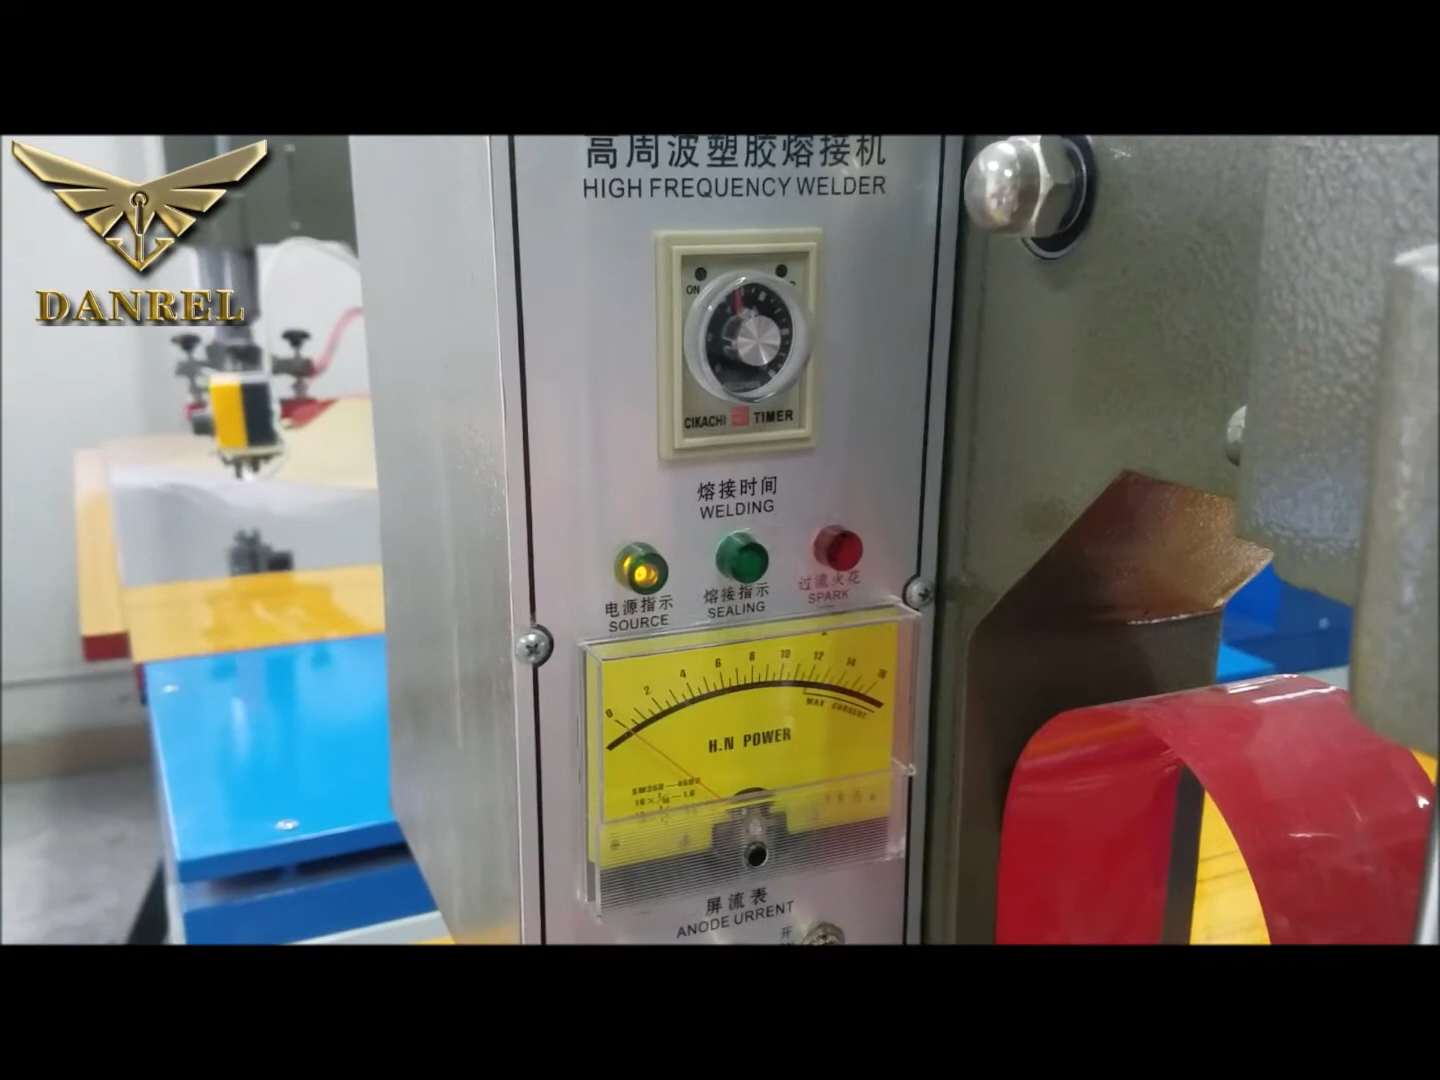 DANREL
高周波塑胶熔接机
HIGH FREQUENCY WELDER
ON
CIKACHI TIMER
熔接时间
WELDING
电源指示
SOURCE
熔接指示
SEALING
过流火花
SPARK
0 2 4 6 8 10 12 14 16
MAX CURRENT
H.N POWER
屏流表
ANODE URRENT
开